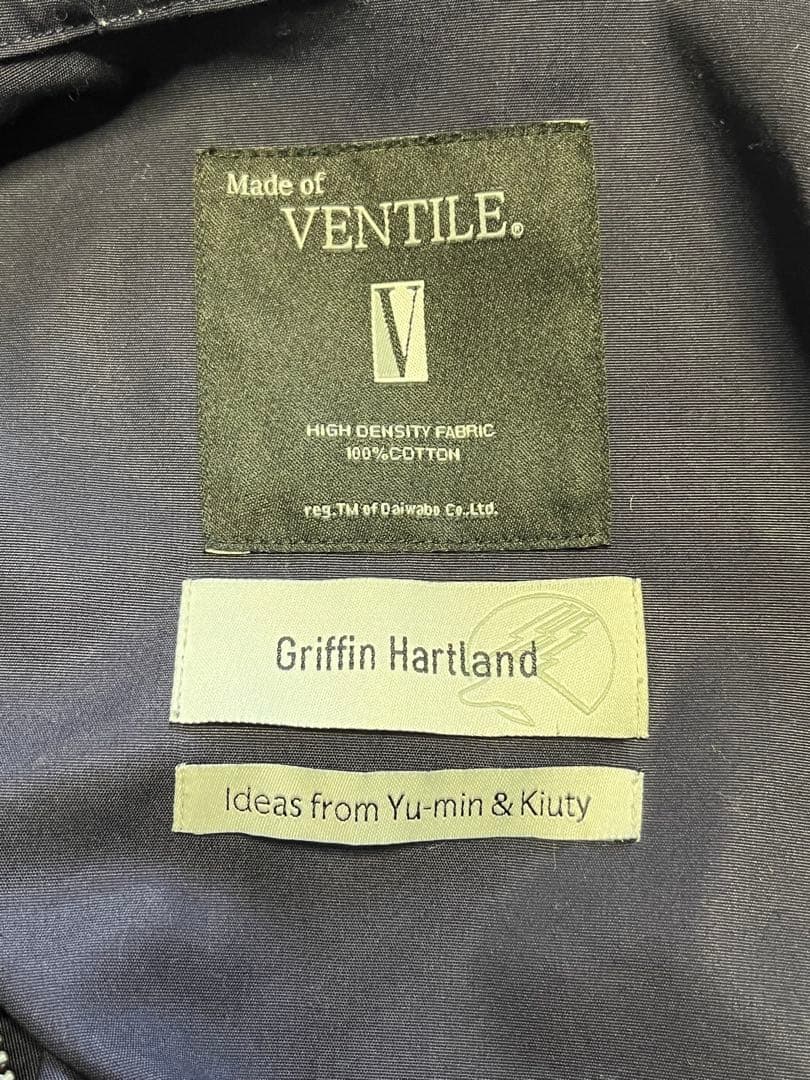 Made of
VENTILE®
V
HIGH DENSITY FABRIC
100%COTTON
reg.TM of Daiwabo Co.,Ltd.
Griffin Hartland
Ideas from Yu-min & Kiuty